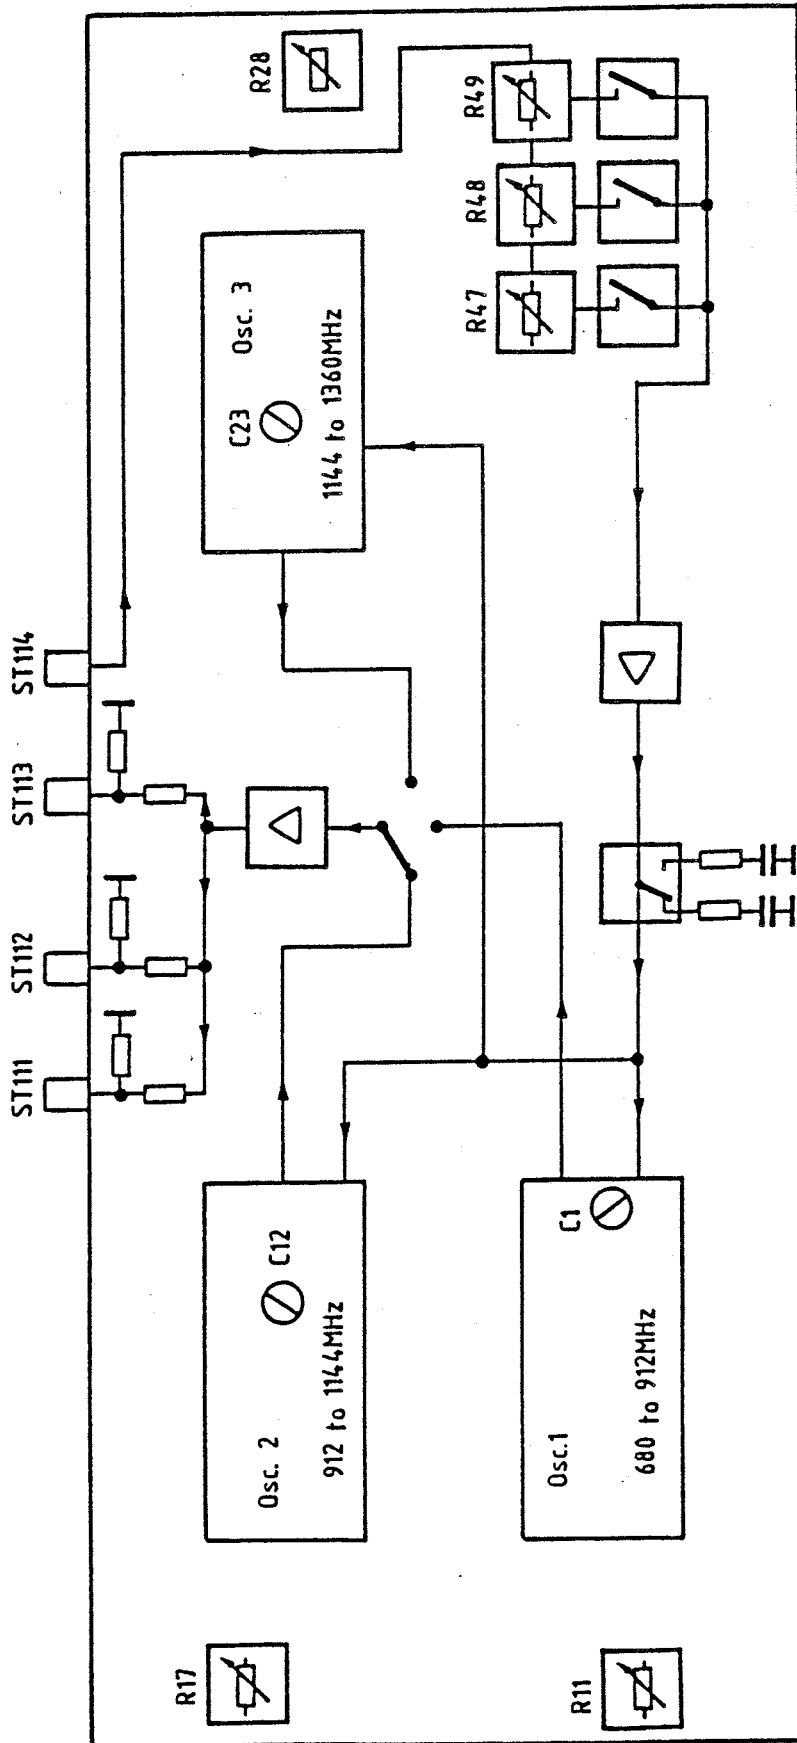 ST111
ST112
ST113
ST114
R17
R28
Osc. 2
C12
912 to 1144MHz
C23
Osc. 3
1144 to 1360MHz
R47
R48
R49
R11
Osc.1
C1
680 to 912MHz